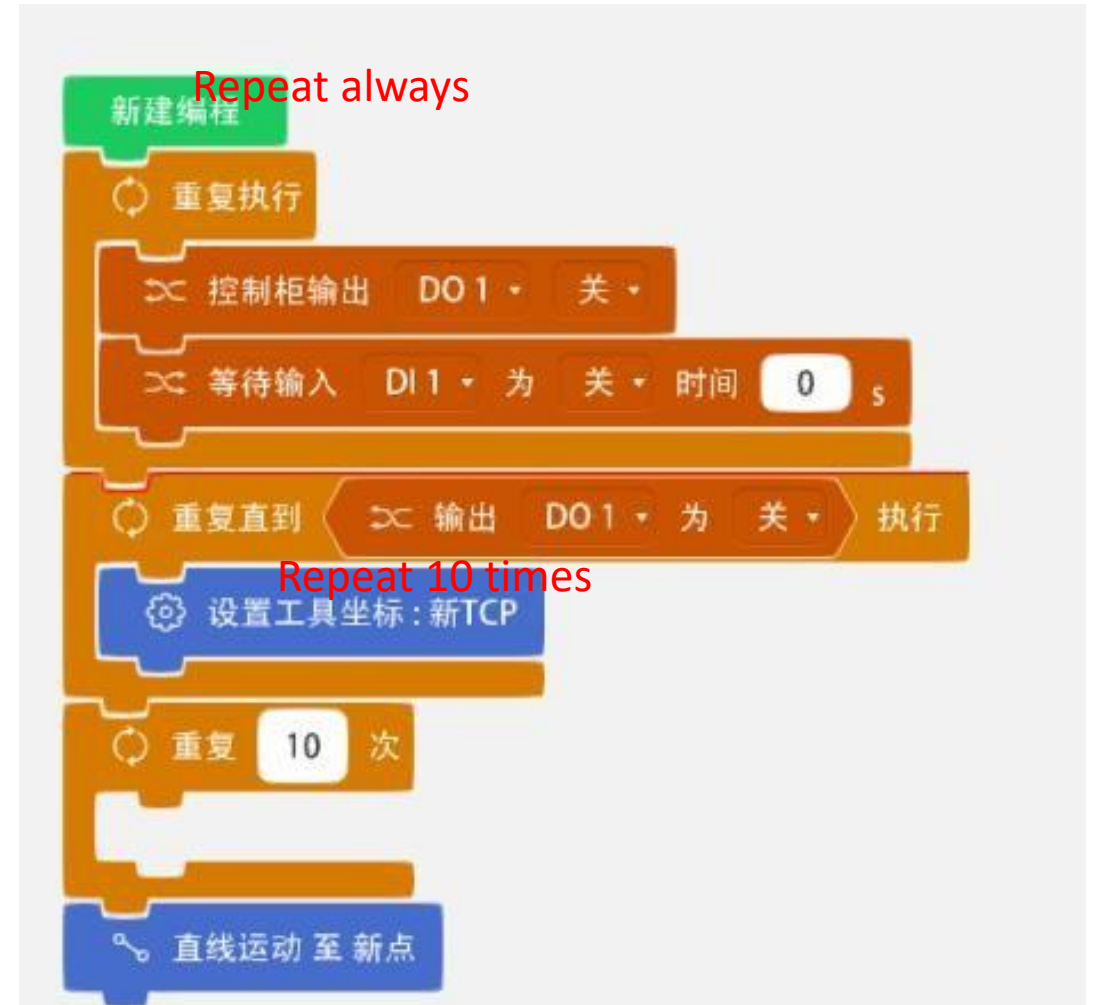 Repeat always
新建编程
重复执行
控制柜输出 DO 1 关
等待输入 DI 1 为 关 时间 0 s
重复直到 输出 DO 1 为 关 执行
Repeat 10 times
设置工具坐标 : 新TCP
重复 10 次
直线运动 至 新点